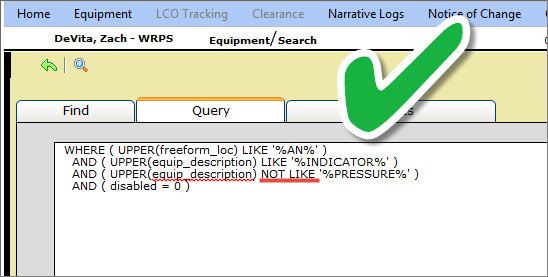 Home Equipment LCO Tracking Clearance Narrative Logs Notice of Change
DeVita, Zach - WRPS Equipment/Search
Find Query
WHERE ( UPPER(freeform_loc) LIKE '%AN%' )
AND ( UPPER(equip_description) LIKE '%INDICATOR%' )
AND ( UPPER(equip_description) NOT LIKE '%PRESSURE%' )
AND ( disabled = 0 )